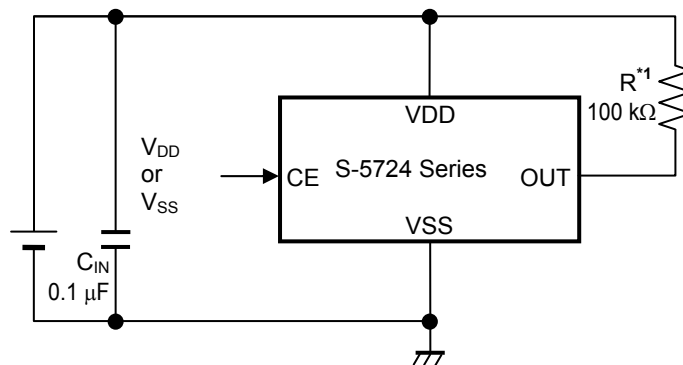 R*1
100 kΩ
VDD
VDD
or
VSS
CE
S-5724 Series
OUT
VSS
CIN
0.1 μF